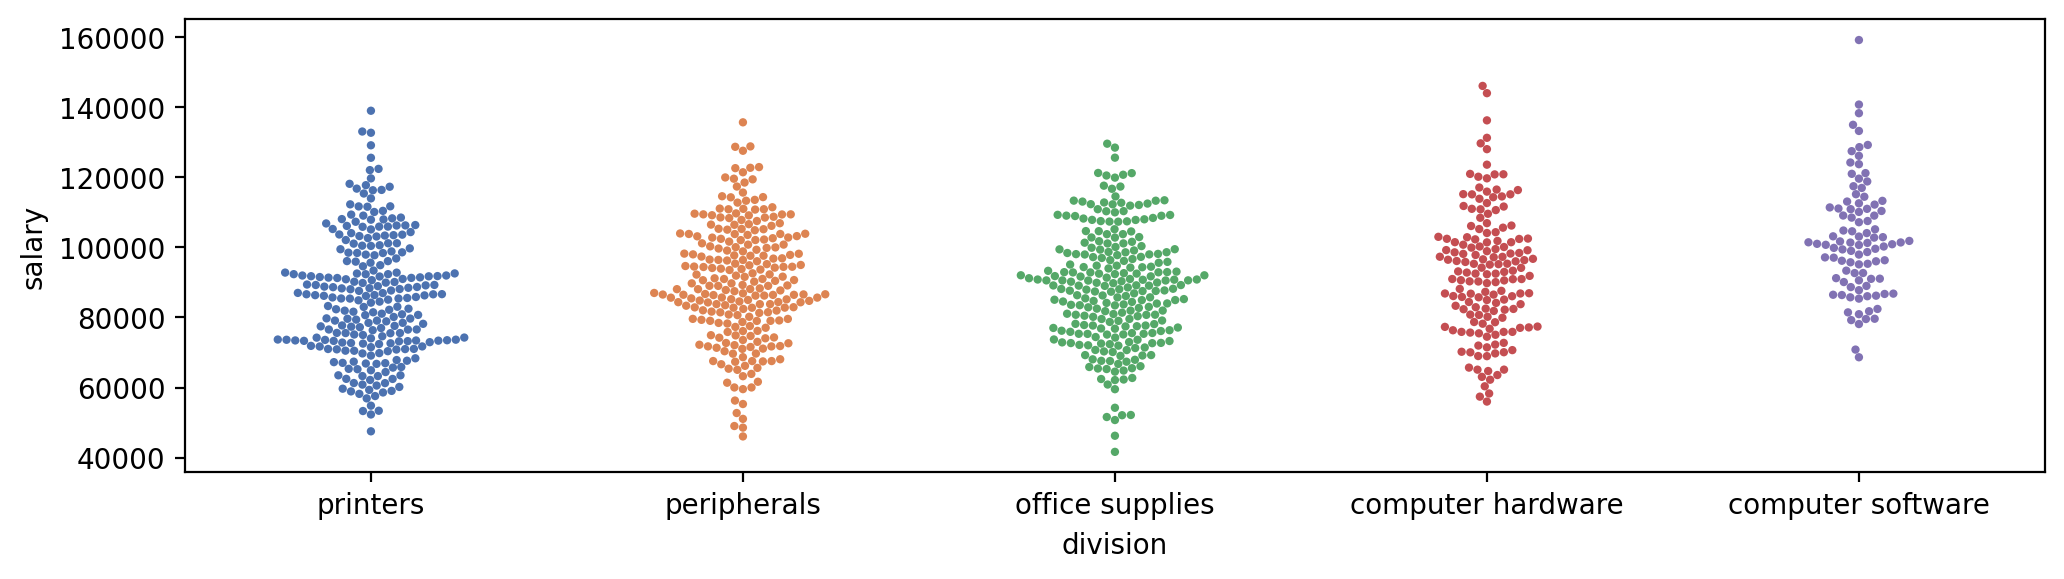 160000
140000
120000
100000
80000
60000
40000
salary
printers
peripherals
office supplies
computer hardware
computer software
division